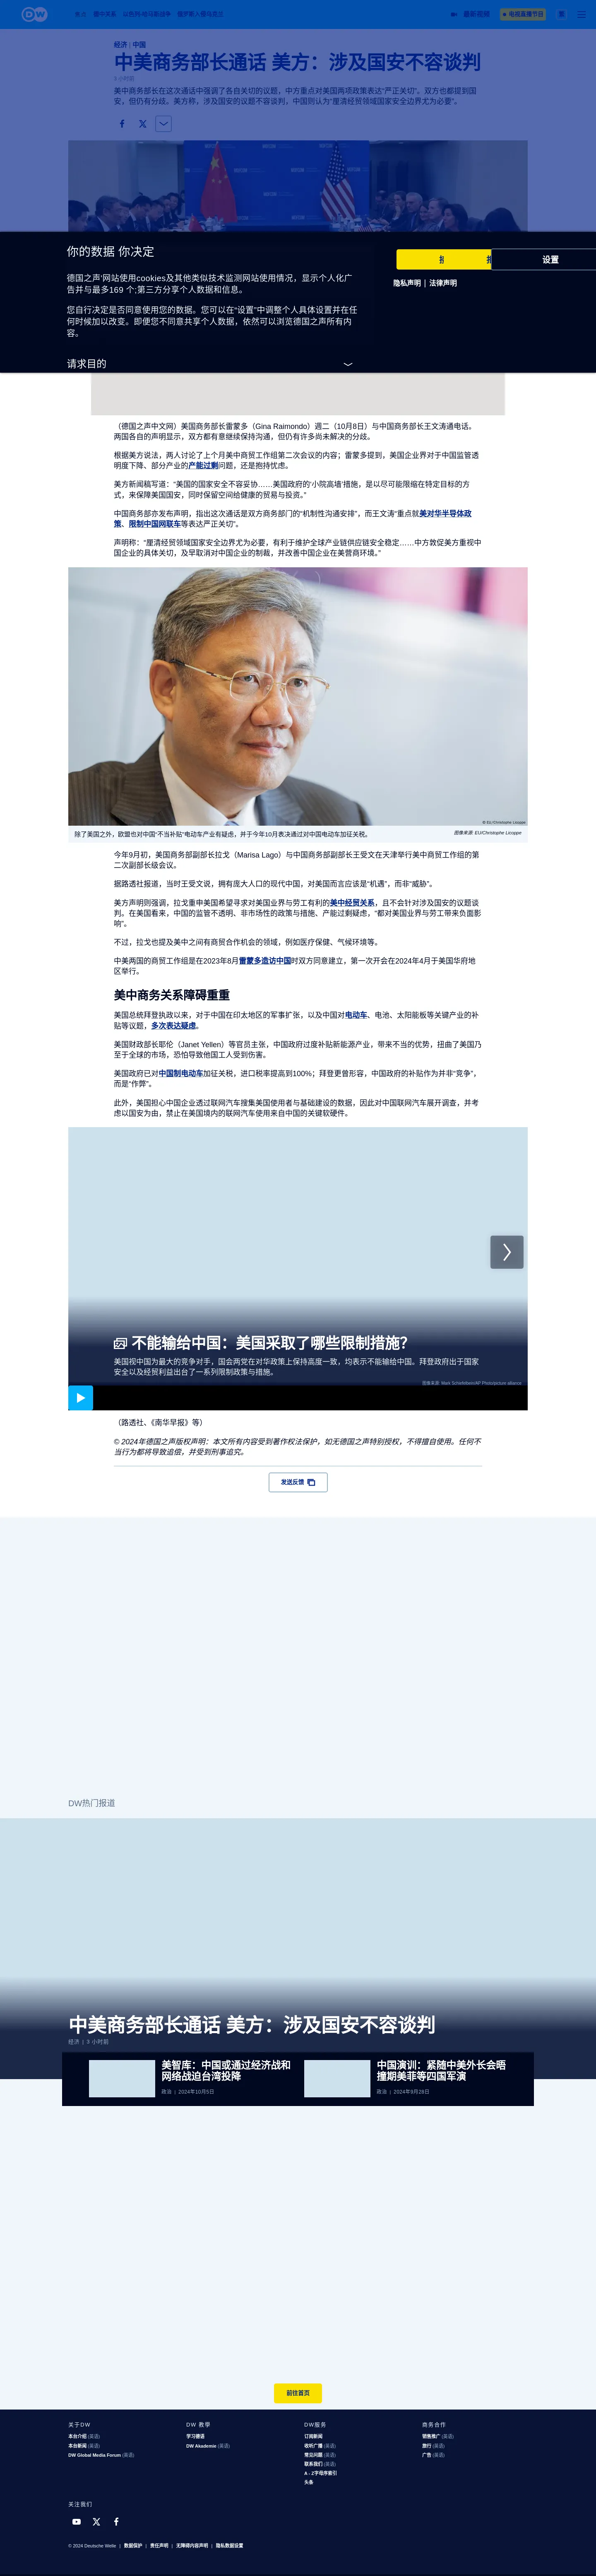 DW
德中关系
以色列-哈马斯战争
俄罗斯入侵乌克兰
最新视频
电视直播节目
经济 | 中国
中美商务部长通话 美方：涉及国安不容谈判
3 小时前
美中商务部长在这次通话中强调了各自关切的议题，中方重点对美国两项政策表达“严正关切”。双方也都提到国
安，但仍有分歧。美方称，涉及国安的议题不容谈判，中国则认为“厘清经贸领域国家安全边界尤为必要”。
你的数据 你决定
设置
德国之声‘网站使用cookies及其他类似技术监测网站使用情况，显示个人化广
告并与最多169 个;第三方分享个人数据和信息。
隐私声明 | 法律声明
您自行决定是否同意使用您的数据。您可以在“设置”中调整个人具体设置并在任
何时候加以改变。即便您不同意共享个人数据，依然可以浏览德国之声所有内
容。
请求目的
（德国之声中文网）美国商务部长雷蒙多（Gina Raimondo）週二（10月8日）与中国商务部长王文涛通电话。
两国各自的声明显示，双方都有意继续保持沟通，但仍有许多尚未解决的分歧。
根据美方说法，两人讨论了上个月美中商贸工作组第二次会议的内容；雷蒙多提到，美国企业界对于中国监管透
明度下降、部分产业的产能过剩问题，还是抱持忧虑。
美方新闻稿写道：“美国的国家安全不容妥协……美国政府的‘小院高墙’措施，是以尽可能限缩在特定目标的方
式，来保障美国国安，同时保留空间给健康的贸易与投资。”
中国商务部亦发布声明，指出这次通话是双方商务部门的“机制性沟通安排”，而王文涛“重点就美对华半导体政
策、限制中国网联车等表达严正关切”。
声明称：“厘清经贸领域国家安全边界尤为必要，有利于维护全球产业链供应链安全稳定……中方敦促美方重视中
国企业的具体关切，及早取消对中国企业的制裁，并改善中国企业在美营商环境。”
© EU/Christophe Licoppe
除了美国之外，欧盟也对中国“不当补贴”电动车产业有疑虑，并于今年10月表决通过对中国电动车加征关税。
图像来源: EU/Christophe Licoppe
今年9月初，美国商务部副部长拉戈（Marisa Lago）与中国商务部副部长王受文在天津举行美中商贸工作组的第
二次副部长级会议。
据路透社报道，当时王受文说，拥有庞大人口的现代中国，对美国而言应该是“机遇”，而非“威胁”。
美方声明则强调，拉戈重申美国希望寻求对美国业界与劳工有利的美中经贸关系，且不会针对涉及国安的议题谈
判。在美国看来，中国的监管不透明、非市场性的政策与措施、产能过剩疑虑，“都对美国业界与劳工带来负面影
响”。
不过，拉戈也提及美中之间有商贸合作机会的领域，例如医疗保健、气候环境等。
中美两国的商贸工作组是在2023年8月雷蒙多造访中国时双方同意建立，第一次开会在2024年4月于美国华府地
区举行。
美中商务关系障碍重重
美国总统拜登执政以来，对于中国在印太地区的军事扩张，以及中国对电动车、电池、太阳能板等关键产业的补
贴等议题，多次表达疑虑。
美国财政部长耶伦（Janet Yellen）等官员主张，中国政府过度补贴新能源产业，带来不当的优势，扭曲了美国乃
至于全球的市场，恐怕导致他国工人受到伤害。
美国政府已对中国制电动车加征关税，进口税率提高到100%；拜登更曾形容，中国政府的补贴作为并非“竞争”，
而是“作弊”。
此外，美国担心中国企业透过联网汽车搜集美国使用者与基础建设的数据，因此对中国联网汽车展开调查，并考
虑以国安为由，禁止在美国境内的联网汽车使用来自中国的关键软硬件。
不能输给中国：美国采取了哪些限制措施？
美国视中国为最大的竞争对手，国会两党在对华政策上保持高度一致，均表示不能输给中国。拜登政府出于国家
安全以及经贸利益出台了一系列限制政策与措施。
图像来源: Mark Schiefelbein/AP Photo/picture alliance
（路透社、《南华早报》等）
© 2024年德国之声版权声明：本文所有内容受到著作权法保护，如无德国之声特别授权，不得擅自使用。任何不
当行为都将导致追偿，并受到刑事追究。
发送反馈
DW热门报道
中美商务部长通话 美方：涉及国安不容谈判
经济 | 3 小时前
美智库：中国或通过经济战和
网络战迫台湾投降
政治 | 2024年10月5日
中国演训：紧随中美外长会晤
撞期美菲等四国军演
政治 | 2024年9月28日
前往首页
关于DW
本台介绍 (英语)
本台新闻 (英语)
DW Global Media Forum (英语)
DW 教学
学习德语
DW Akademie (英语)
DW服务
订阅新闻
收听广播 (英语)
常见问题 (英语)
联系我们 (英语)
A - Z字母序索引
头条
商务合作
销售推广 (英语)
旅行 (英语)
广告 (英语)
关注我们
© 2024 Deutsche Welle | 数据保护 | 责任声明 | 无障碍内容声明 | 隐私数据设置